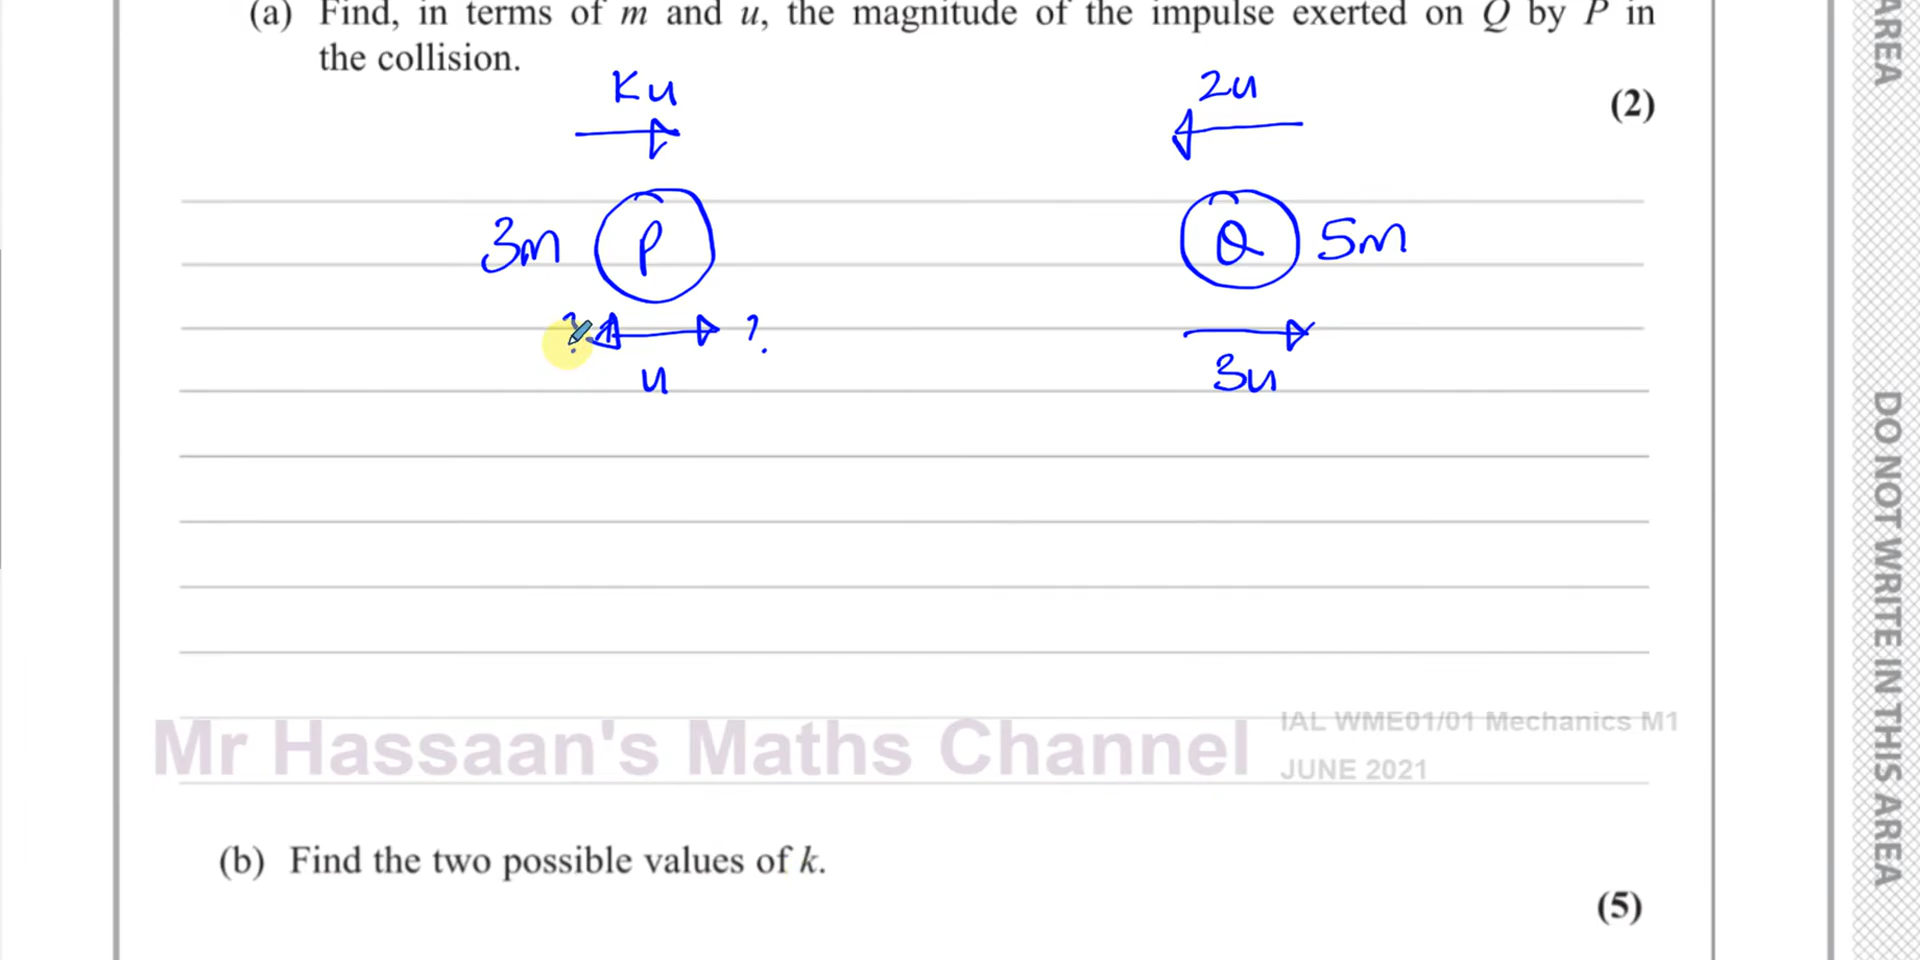 (a) Find, in terms of m and u, the magnitude of the impulse exerted on Q by P in
the collision.
(2)
Ku
2u
3m P
Q 5m
? ?
u
3u
Mr Hassaan's Maths Channel
IAL WME01/01 Mechanics M1
JUNE 2021
(b) Find the two possible values of k.
(5)
AREA
DO NOT WRITE IN THIS AREA